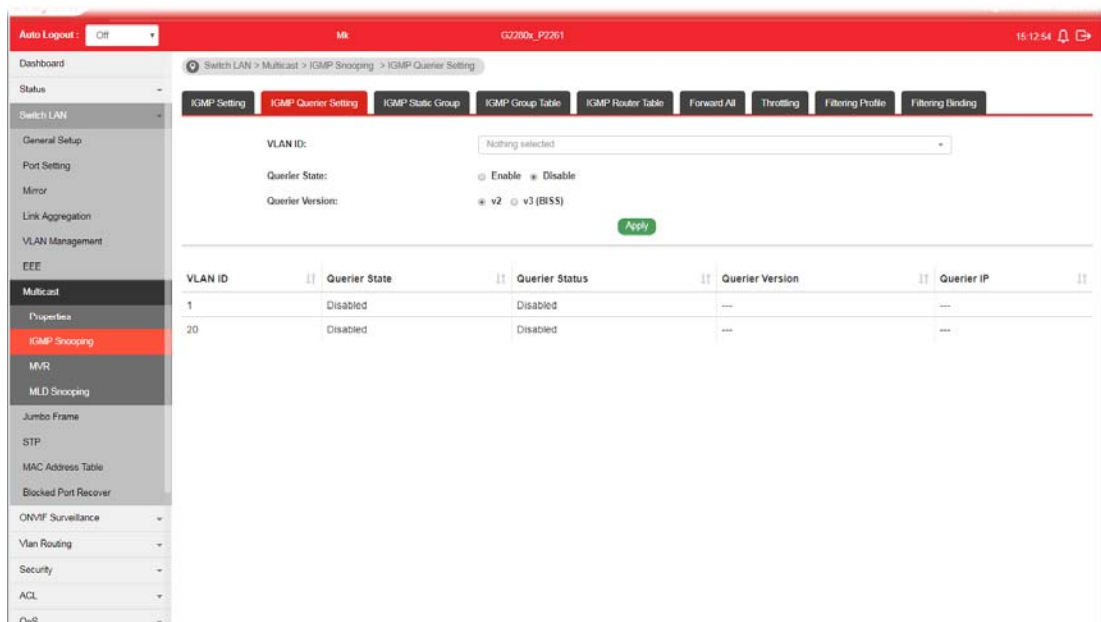 Auto Logout : Off Mk G2280x_P2261 15:12:54
Dashboard
Status
Switch LAN
General Setup
Port Setting
Mirror
Link Aggregation
VLAN Management
EEE
Multicast
Properties
IGMP Snooping
MVR
MLD Snooping
Jumbo Frame
STP
MAC Address Table
Blocked Port Recover
ONVIF Surveillance
Vlan Routing
Security
ACL
QoS
Switch LAN > Multicast > IGMP Snooping > IGMP Querier Setting
IGMP Setting IGMP Querier Setting IGMP Static Group IGMP Group Table IGMP Router Table Forward All Throttling Filtering Profile Filtering Binding
VLAN ID: Nothing selected
Querier State: Enable Disable
Querier Version: v2 v3 (BISS)
Apply
VLAN ID Querier State Querier Status Querier Version Querier IP
1 Disabled Disabled --- ---
20 Disabled Disabled --- ---